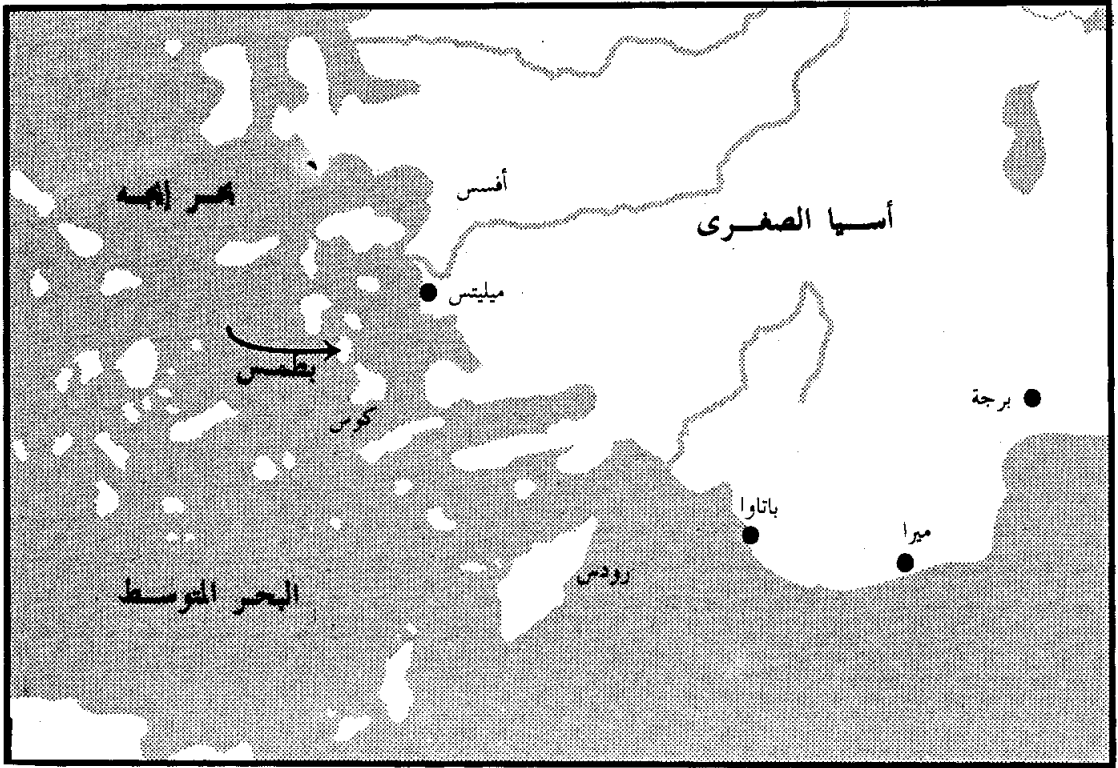 أفسس
بحر إيجه
أسيا الصغرى
ميليتس
بطمس
برجة
كوس
باتاوا
ميرا
رودس
البحر المتوسط